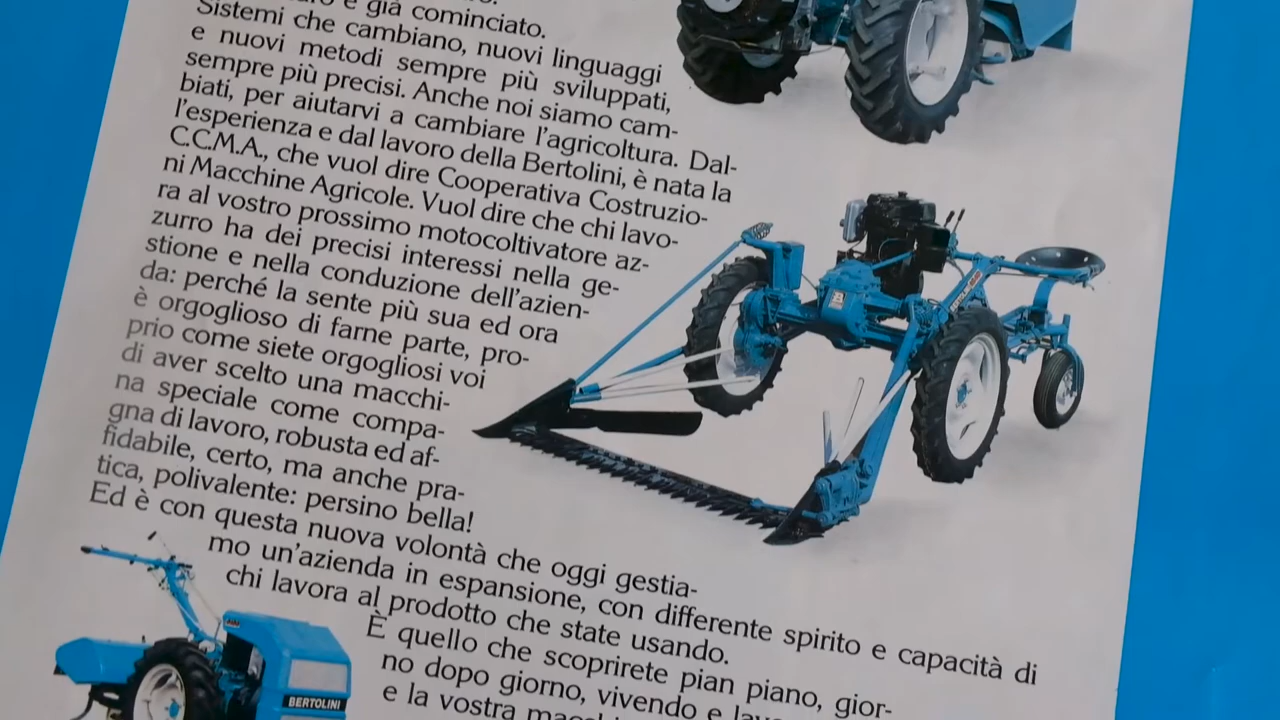 è già cominciato.
Sistemi che cambiano, nuovi linguaggi
e nuovi metodi sempre più sviluppati,
sempre più precisi. Anche noi siamo cam-
biati, per aiutarvi a cambiare l'agricoltura. Dal-
l'esperienza e dal lavoro della Bertolini, è nata la
C.C.M.A., che vuol dire Cooperativa Costruzio-
ni Macchine Agricole. Vuol dire che chi lavo-
ra al vostro prossimo motocoltivatore az-
zurro ha dei precisi interessi nella ge-
stione e nella conduzione dell'azien-
da: perché la sente più sua ed ora
è orgoglioso di farne parte, pro-
prio come siete orgogliosi voi
di aver scelto una macchi-
na speciale come compa-
gna di lavoro, robusta ed af-
fidabile, certo, ma anche pra-
tica, polivalente: persino bella!
Ed è con questa nuova volontà che oggi gestia-
mo un'azienda in espansione, con differente spirito e capacità di
chi lavora al prodotto che state usando.
È quello che scoprirete pian piano, gior-
no dopo giorno, vivendo e
e la vostra
BERTOLINI